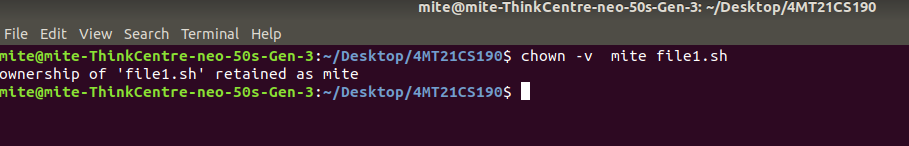 mite@mite-ThinkCentre-neo-50s-Gen-3: ~/Desktop/4MT21CS190
File Edit View Search Terminal Help
mite@mite-ThinkCentre-neo-50s-Gen-3:~/Desktop/4MT21CS190$ chown -v  mite file1.sh
ownership of 'file1.sh' retained as mite
mite@mite-ThinkCentre-neo-50s-Gen-3:~/Desktop/4MT21CS190$